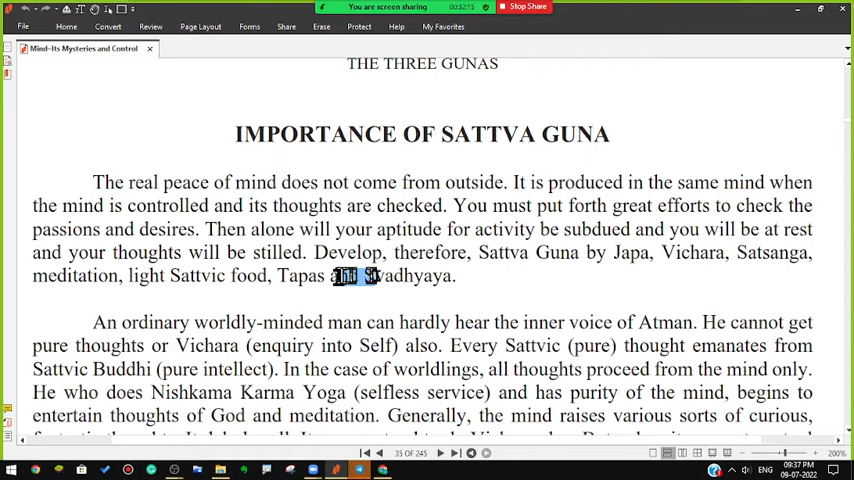 You are screen sharing 00:32:15 Stop Share
File Home Convert Review Page Layout Forms Share Erase Protect Help My Favorites
Mind–Its Mysteries and Control
THE THREE GUNAS
IMPORTANCE OF SATTVA GUNA
The real peace of mind does not come from outside. It is produced in the same mind when
the mind is controlled and its thoughts are checked. You must put forth great efforts to check the
passions and desires. Then alone will your aptitude for activity be subdued and you will be at rest
and your thoughts will be stilled. Develop, therefore, Sattva Guna by Japa, Vichara, Satsanga,
meditation, light Sattvic food, Tapas and Svadhyaya.
An ordinary worldly-minded man can hardly hear the inner voice of Atman. He cannot get
pure thoughts or Vichara (enquiry into Self) also. Every Sattvic (pure) thought emanates from
Sattvic Buddhi (pure intellect). In the case of worldlings, all thoughts proceed from the mind only.
He who does Nishkama Karma Yoga (selfless service) and has purity of the mind, begins to
entertain thoughts of God and meditation. Generally, the mind raises various sorts of curious,
35 OF 245 200%
ENG 09:37 PM
09-07-2022